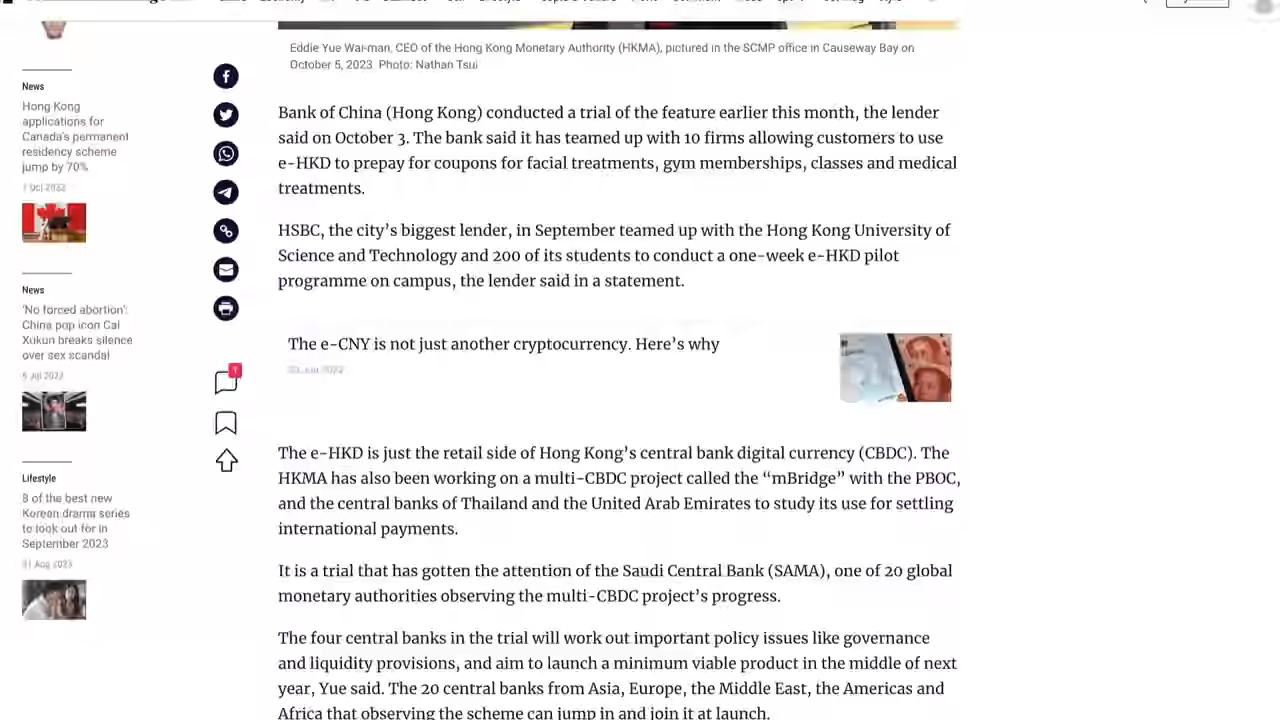 Eddie Yue Wai-man, CEO of the Hong Kong Monetary Authority (HKMA), pictured in the SCMP office in Causeway Bay on
October 5, 2023. Photo: Nathan Tsui
News
Hong Kong
applications for
Canada's permanent
residency scheme
jump by 70%
News
'No forced abortion':
China pop icon Cai
Xukun breaks silence
over sex scandal
Lifestyle
8 of the best new
Korean drama series
to look out for in
September 2023
31 Aug 2023
1
Bank of China (Hong Kong) conducted a trial of the feature earlier this month, the lender
said on October 3. The bank said it has teamed up with 10 firms allowing customers to use
e-HKD to prepay for coupons for facial treatments, gym memberships, classes and medical
treatments.
HSBC, the city's biggest lender, in September teamed up with the Hong Kong University of
Science and Technology and 200 of its students to conduct a one-week e-HKD pilot
programme on campus, the lender said in a statement.
The e-CNY is not just another cryptocurrency. Here's why
The e-HKD is just the retail side of Hong Kong's central bank digital currency (CBDC). The
HKMA has also been working on a multi-CBDC project called the “mBridge” with the PBOC,
and the central banks of Thailand and the United Arab Emirates to study its use for settling
international payments.
It is a trial that has gotten the attention of the Saudi Central Bank (SAMA), one of 20 global
monetary authorities observing the multi-CBDC project's progress.
The four central banks in the trial will work out important policy issues like governance
and liquidity provisions, and aim to launch a minimum viable product in the middle of next
year, Yue said. The 20 central banks from Asia, Europe, the Middle East, the Americas and
Africa that observing the scheme can jump in and join it at launch.